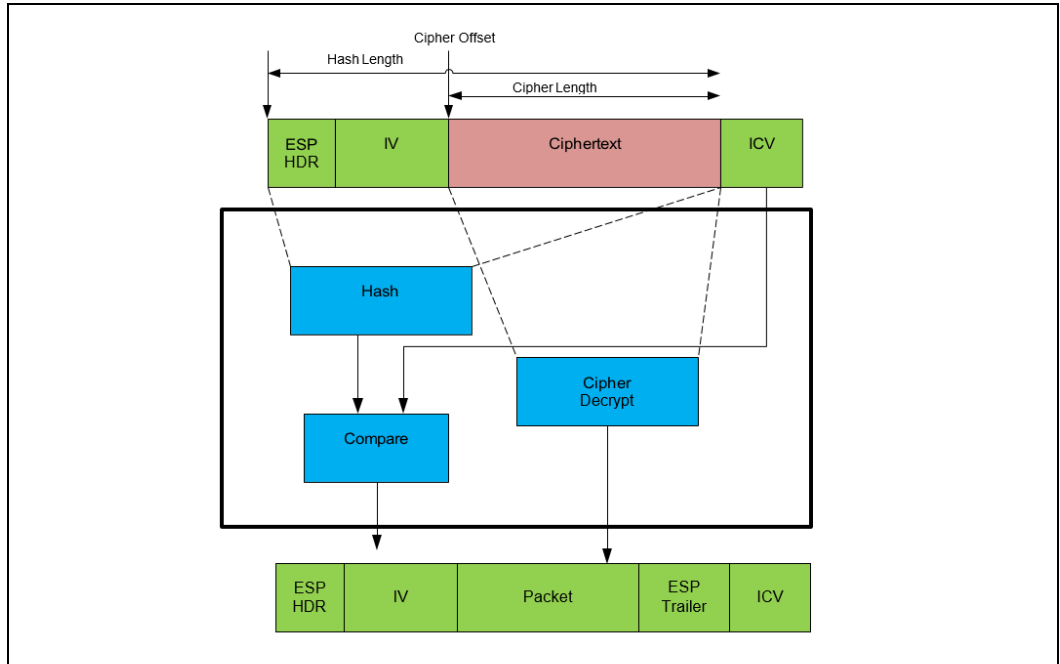 Cipher Offset
Hash Length
Cipher Length
ESP
HDR
IV
Ciphertext
ICV
Hash
Cipher
Decrypt
Compare
ESP
HDR
IV
Packet
ESP
Trailer
ICV